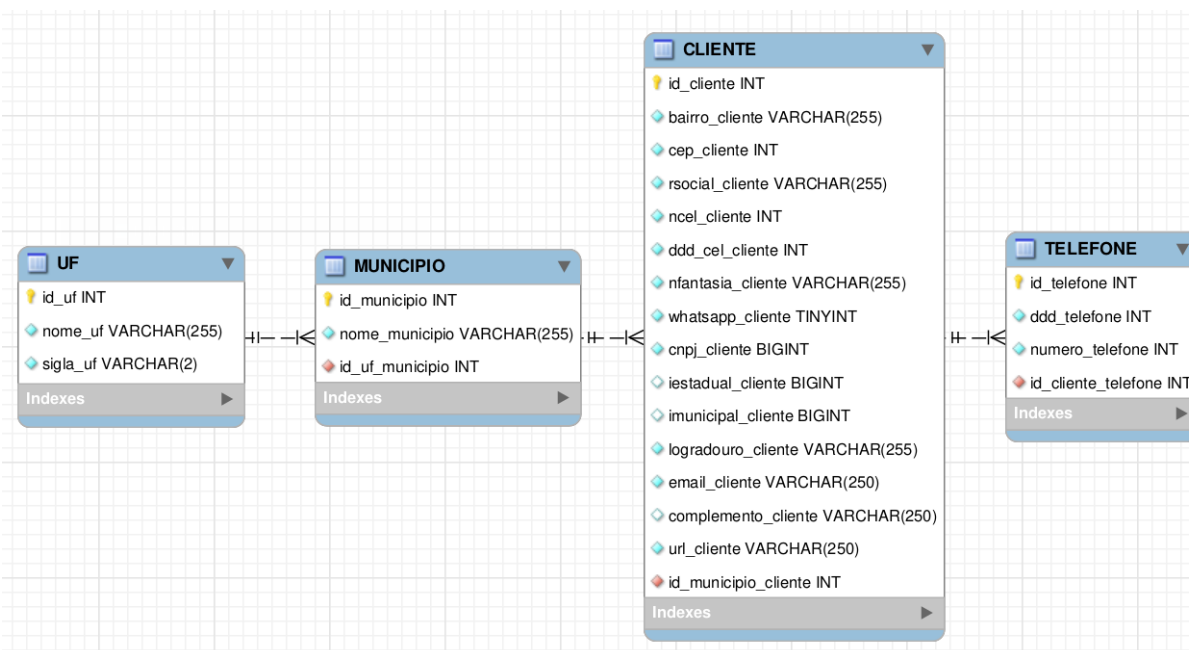 UF
id_uf INT
nome_uf VARCHAR(255)
sigla_uf VARCHAR(2)
Indexes
MUNICIPIO
id_municipio INT
nome_municipio VARCHAR(255)
id_uf_municipio INT
Indexes
CLIENTE
id_cliente INT
bairro_cliente VARCHAR(255)
cep_cliente INT
rsocial_cliente VARCHAR(255)
ncel_cliente INT
ddd_cel_cliente INT
nfantasia_cliente VARCHAR(255)
whatsapp_cliente TINYINT
cnpj_cliente BIGINT
iestadual_cliente BIGINT
imunicipal_cliente BIGINT
logradouro_cliente VARCHAR(255)
email_cliente VARCHAR(250)
complemento_cliente VARCHAR(250)
url_cliente VARCHAR(250)
id_municipio_cliente INT
Indexes
TELEFONE
id_telefone INT
ddd_telefone INT
numero_telefone INT
id_cliente_telefone INT
Indexes